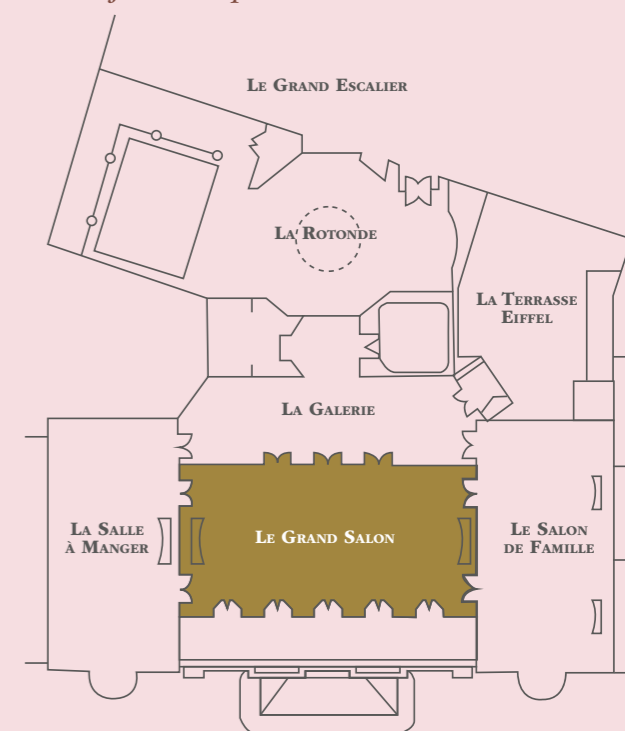 Le Grand Escalier
La Rotonde
La Terrasse
Eiffel
La Galerie
La Salle
à Manger
Le Grand Salon
Le Salon
de Famille